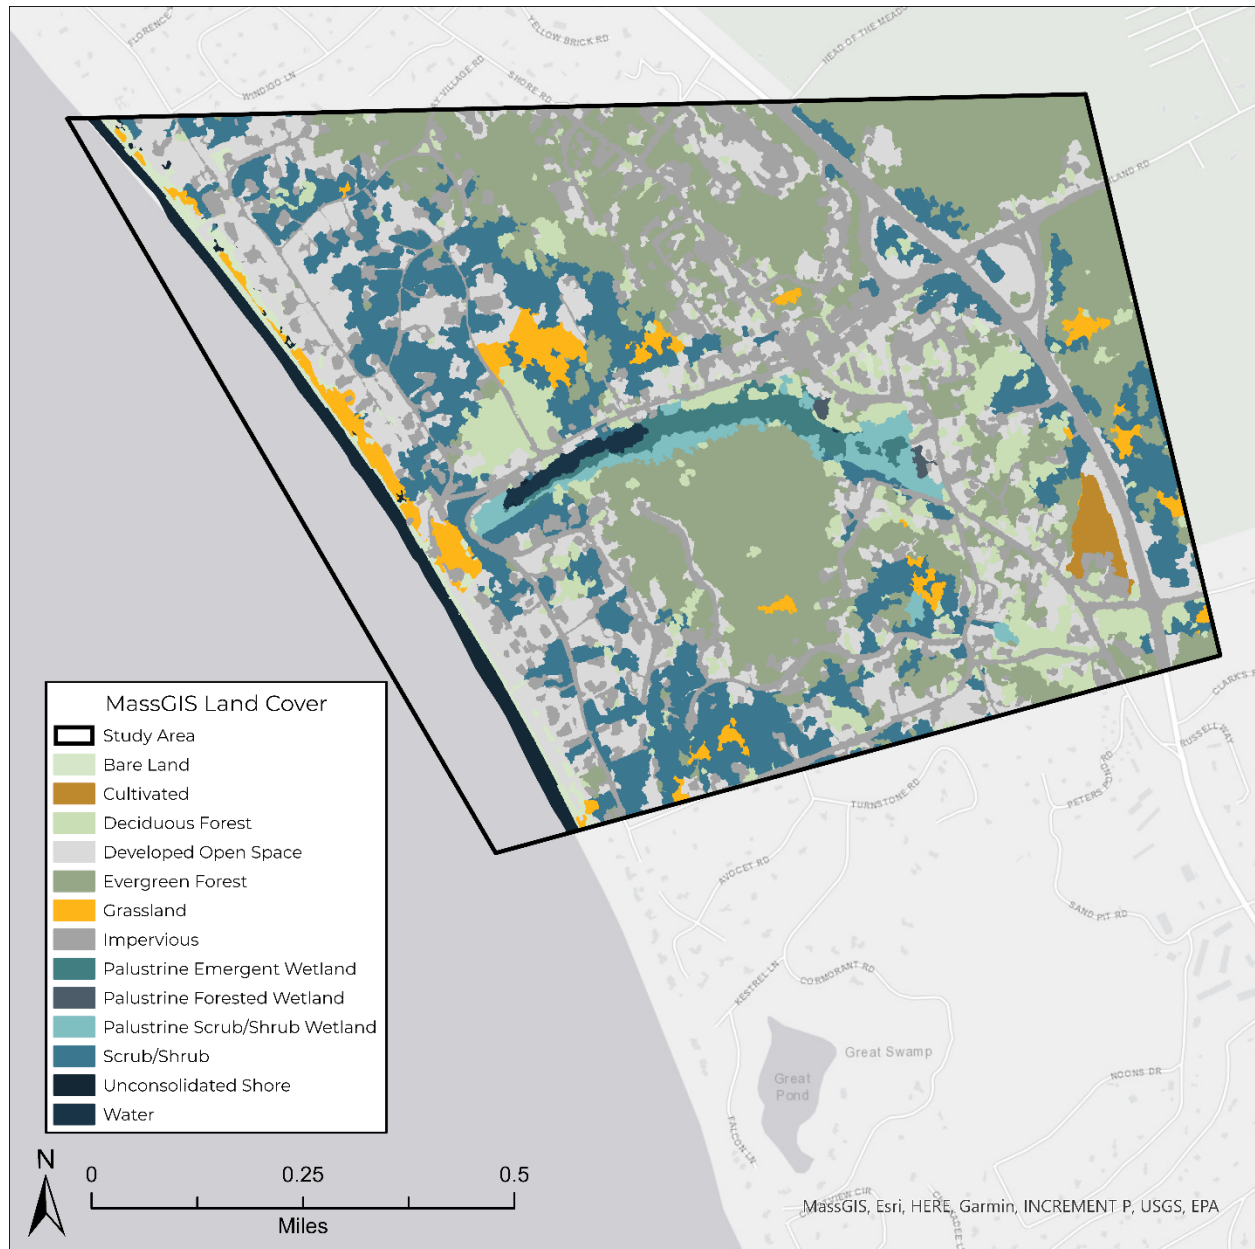 FLORENCE
YELLOW BRICK RD
HEAD OF THE MEADOW
WINDIGO LN
VILLAGE RD
SHORE RD
MassGIS Land Cover
Study Area
Bare Land
Cultivated
Deciduous Forest
Developed Open Space
Evergreen Forest
Grassland
Impervious
Palustrine Emergent Wetland
Palustrine Forested Wetland
Palustrine Scrub/Shrub Wetland
Scrub/Shrub
Unconsolidated Shore
Water
CLARK'S
RUSSELL WAY
PETERS POND RD
TURNSTONE RD
AVOCET RD
SAND PIT RD
KESTREL LN
CORMORANT RD
Great Swamp
Great
Pond
NOONS DR
FALCON LN
N
0 0.25 0.5
Miles
MassGIS, Esri, HERE, Garmin, INCREMENT P, USGS, EPA